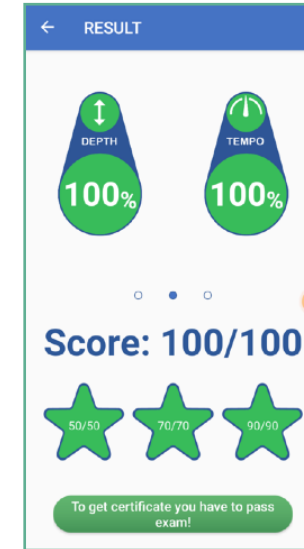 RESULT
DEPTH TEMPO
100% 100%
Score: 100/100
50/50 70/70 90/90
To get certificate you have to pass
exam!